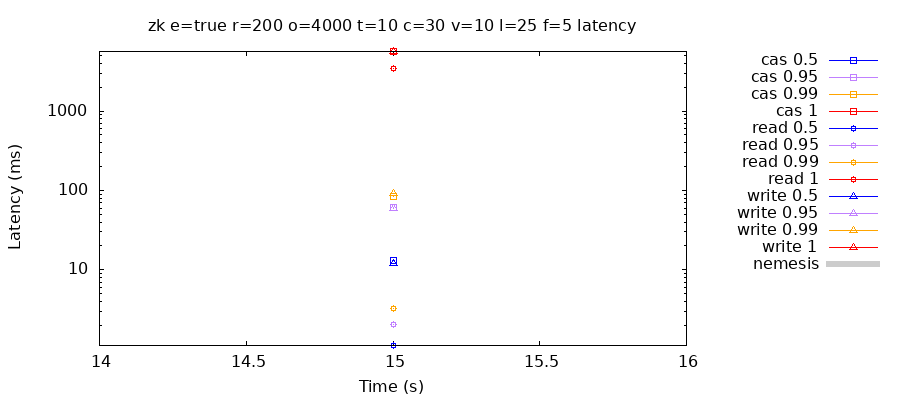 zk e=true r=200 o=4000 t=10 c=30 v=10 l=25 f=5 latency
Latency (ms)
1000
100
10
14
14.5
15
15.5
16
Time (s)
cas 0.5
cas 0.95
cas 0.99
cas 1
read 0.5
read 0.95
read 0.99
read 1
write 0.5
write 0.95
write 0.99
write 1
nemesis